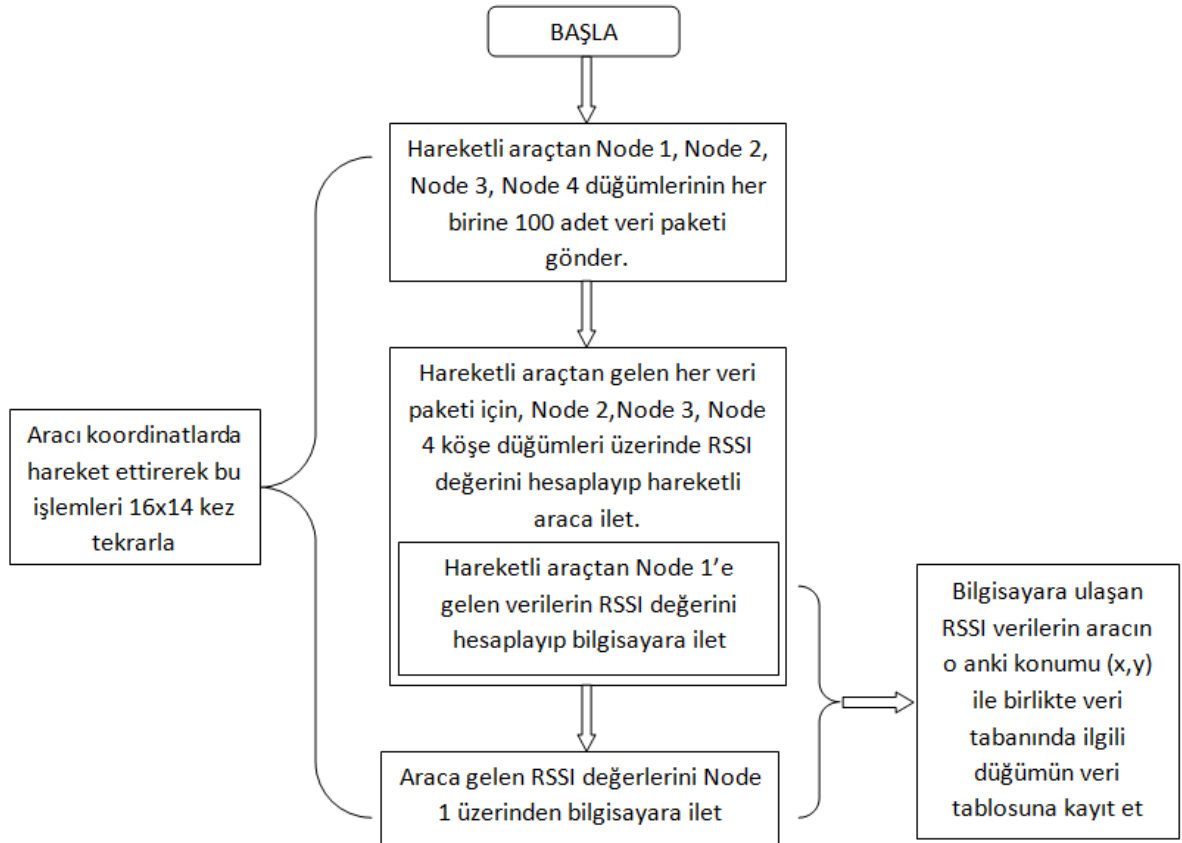 BAŞLA
Hareketli araçtan Node 1, Node 2,
Node 3, Node 4 düğümlerinin her
birine 100 adet veri paketi
gönder.
Hareketli araçtan gelen her veri
paketi için, Node 2,Node 3, Node
4 köşe düğümleri üzerinde RSSI
değerini hesaplayıp hareketli
araca ilet.
Aracı koordinatlarda
hareket ettirerek bu
işlemleri 16x14 kez
tekrarla
Hareketli araçtan Node 1’e
gelen verilerin RSSI değerini
hesaplayıp bilgisayara ilet
Bilgisayara ulaşan
RSSI verilerin aracın
o anki konumu (x,y)
ile birlikte veri
tabanında ilgili
düğümün veri
tablosuna kayıt et
Araca gelen RSSI değerlerini Node
1 üzerinden bilgisayara ilet